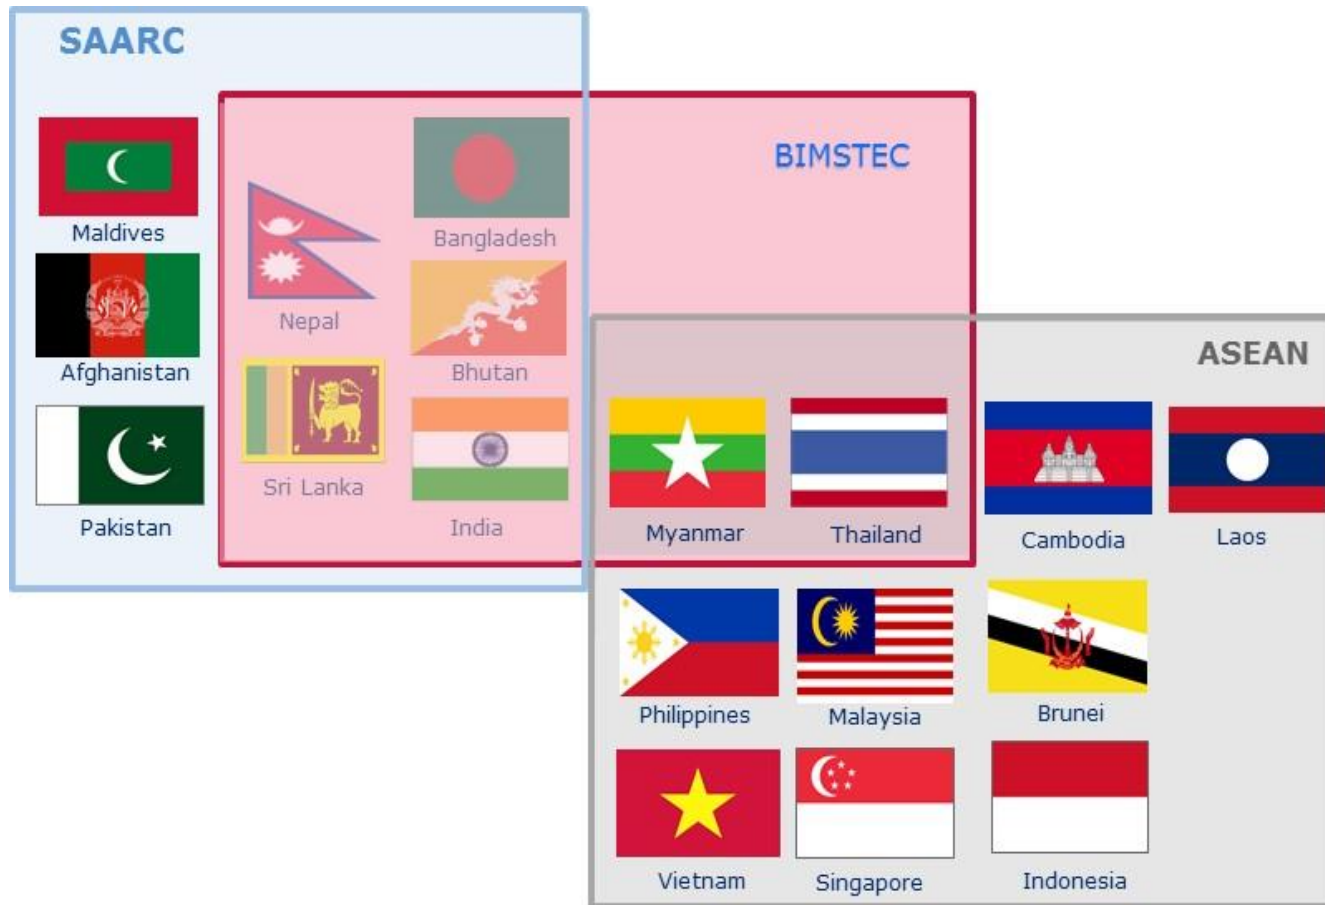 SAARC
BIMSTEC
Maldives
Bangladesh
Nepal
Afghanistan
Bhutan
ASEAN
Sri Lanka
Pakistan
India
Myanmar
Thailand
Cambodia
Laos
Philippines
Malaysia
Brunei
Vietnam
Singapore
Indonesia